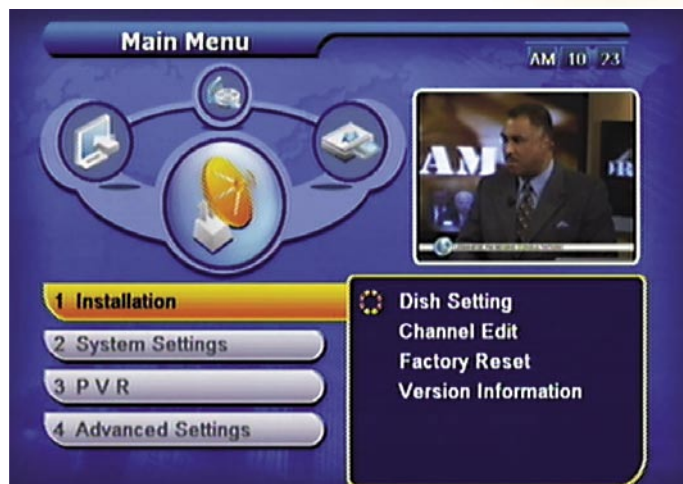 Main Menu
AM 10 23
AM
1 Installation
2 System Settings
3 P V R
4 Advanced Settings
Dish Setting
Channel Edit
Factory Reset
Version Information